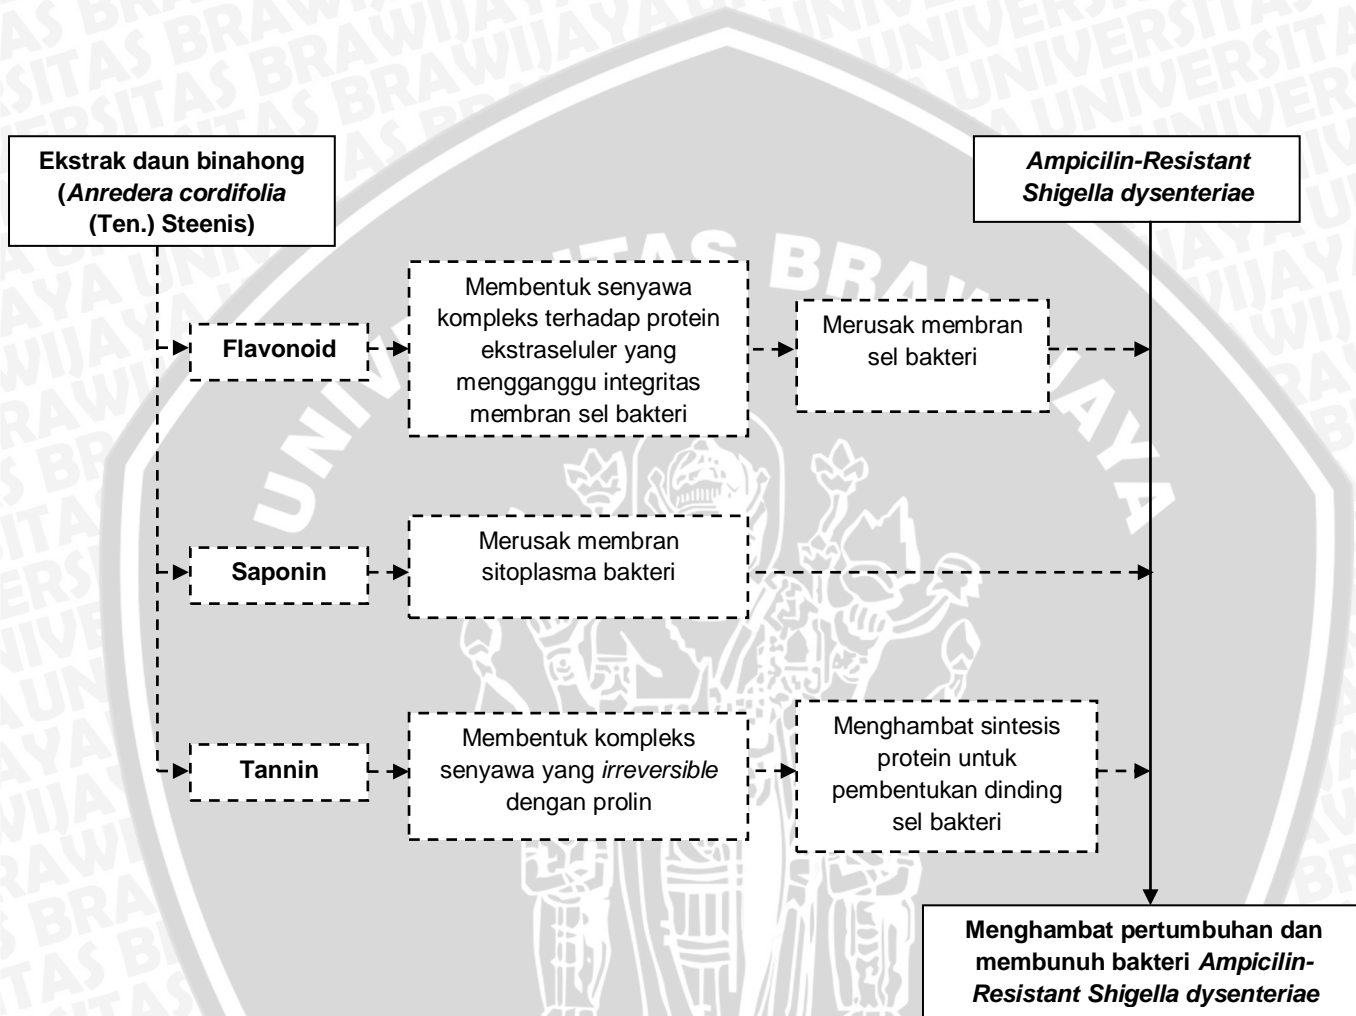 Ekstrak daun binahong
(Anredera cordifolia
(Ten.) Steenis)
Ampicilin-Resistant
Shigella dysenteriae
Flavonoid
Membentuk senyawa
kompleks terhadap protein
ekstraseluler yang
mengganggu integritas
membran sel bakteri
Merusak membran
sel bakteri
Saponin
Merusak membran
sitoplasma bakteri
Tannin
Membentuk kompleks
senyawa yang irreversible
dengan prolin
Menghambat sintesis
protein untuk
pembentukan dinding
sel bakteri
Menghambat pertumbuhan dan
membunuh bakteri Ampicilin-
Resistant Shigella dysenteriae